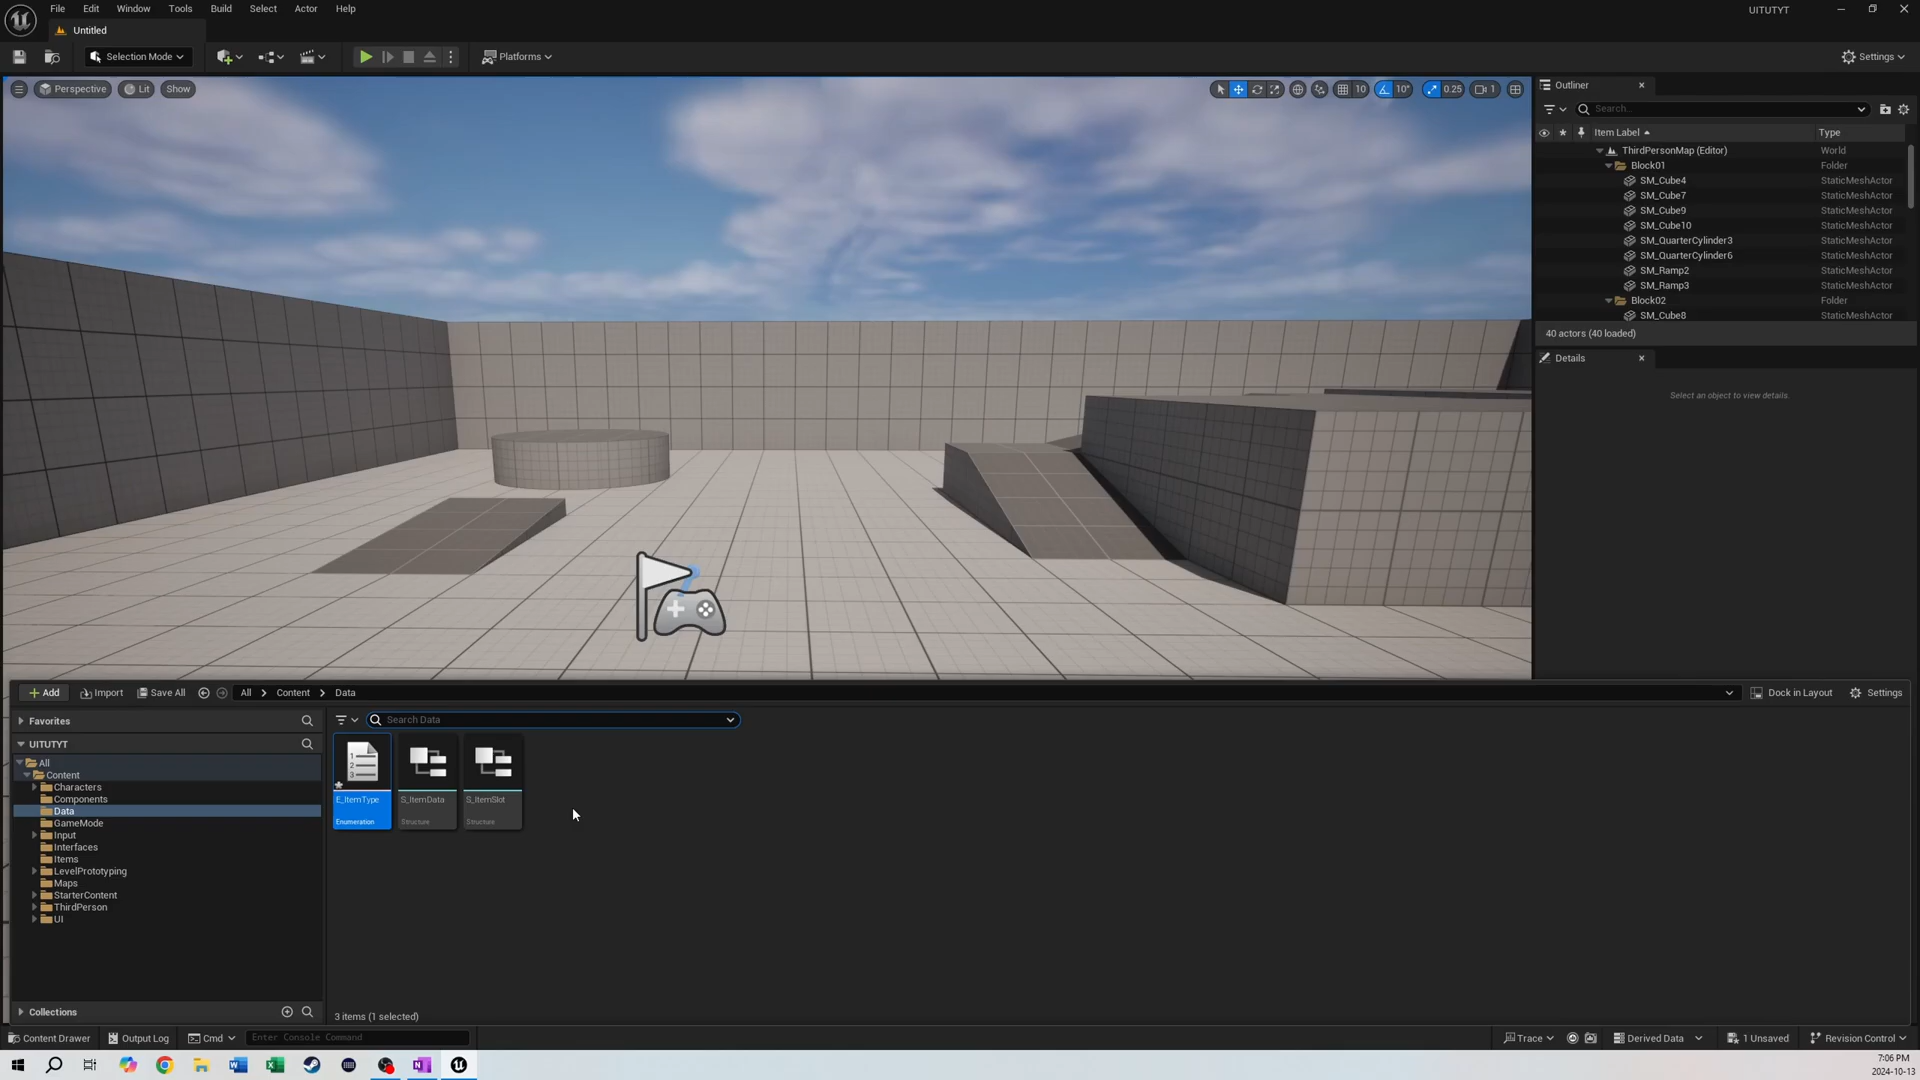 File Edit Window Tools Build Select Actor Help
UITUTYT
Untitled
Selection Mode
Platforms
Settings
Perspective Lit Show
10 10° 0.25 1
Outliner
Search...
Item Label Type
ThirdPersonMap (Editor) World
Block01 Folder
SM_Cube4 StaticMeshActor
SM_Cube7 StaticMeshActor
SM_Cube9 StaticMeshActor
SM_Cube10 StaticMeshActor
SM_QuarterCylinder3 StaticMeshActor
SM_QuarterCylinder6 StaticMeshActor
SM_Ramp2 StaticMeshActor
SM_Ramp3 StaticMeshActor
Block02 Folder
SM_Cube8 StaticMeshActor
40 actors (40 loaded)
Details
Select an object to view details.
Add Import Save All All Content Data Dock in Layout Settings
Favorites
Search Data
UITUTYT
All
Content
Characters
Components
Data
GameMode
Input
Interfaces
Items
LevelPrototyping
Maps
StarterContent
ThirdPerson
UI
E_ItemType S_ItemData S_ItemSlot
Enumeration Structure Structure
Collections
3 items (1 selected)
Content Drawer Output Log Cmd Enter Console Command Trace Derived Data 1 Unsaved Revision Control
7:06 PM
2024-10-13